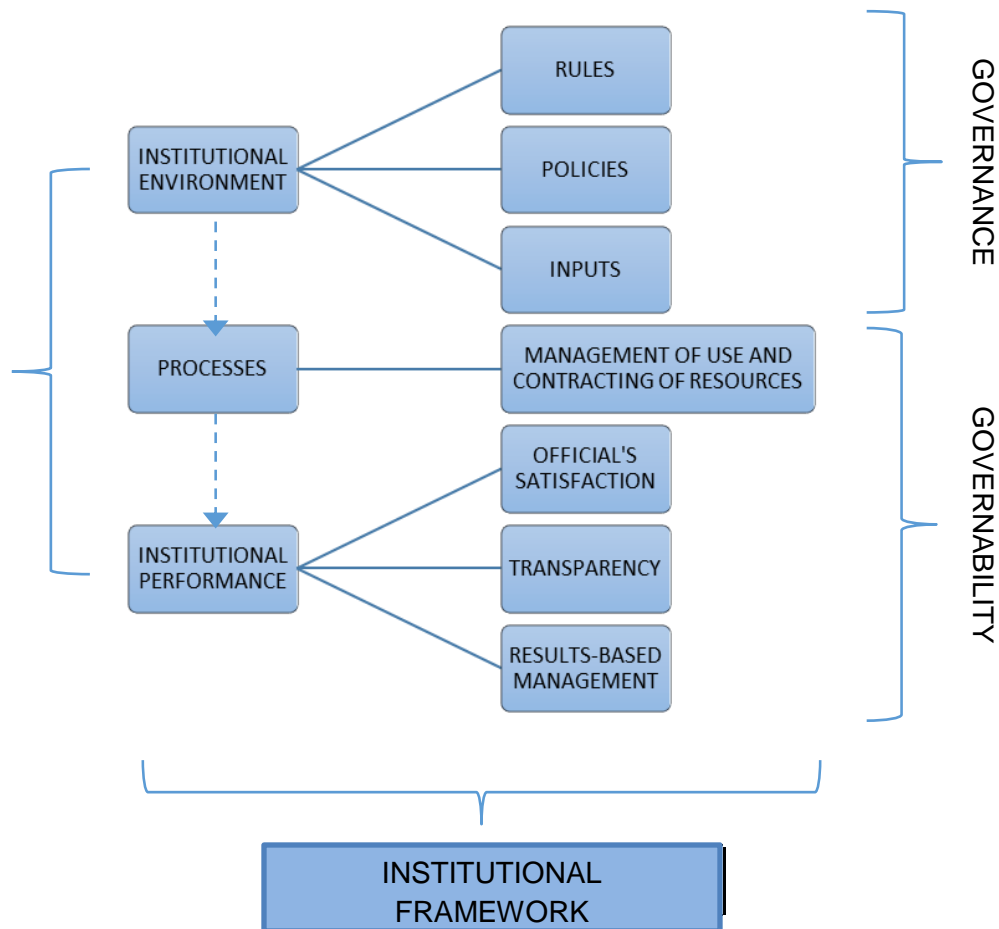 RULES
INSTITUTIONAL
ENVIRONMENT
POLICIES
INPUTS
GOVERNANCE
PROCESSES
MANAGEMENT OF USE AND
CONTRACTING OF RESOURCES
OFFICIAL'S
SATISFACTION
INSTITUTIONAL
PERFORMANCE
TRANSPARENCY
RESULTS-BASED
MANAGEMENT
GOVERNABILITY
INSTITUTIONAL
FRAMEWORK